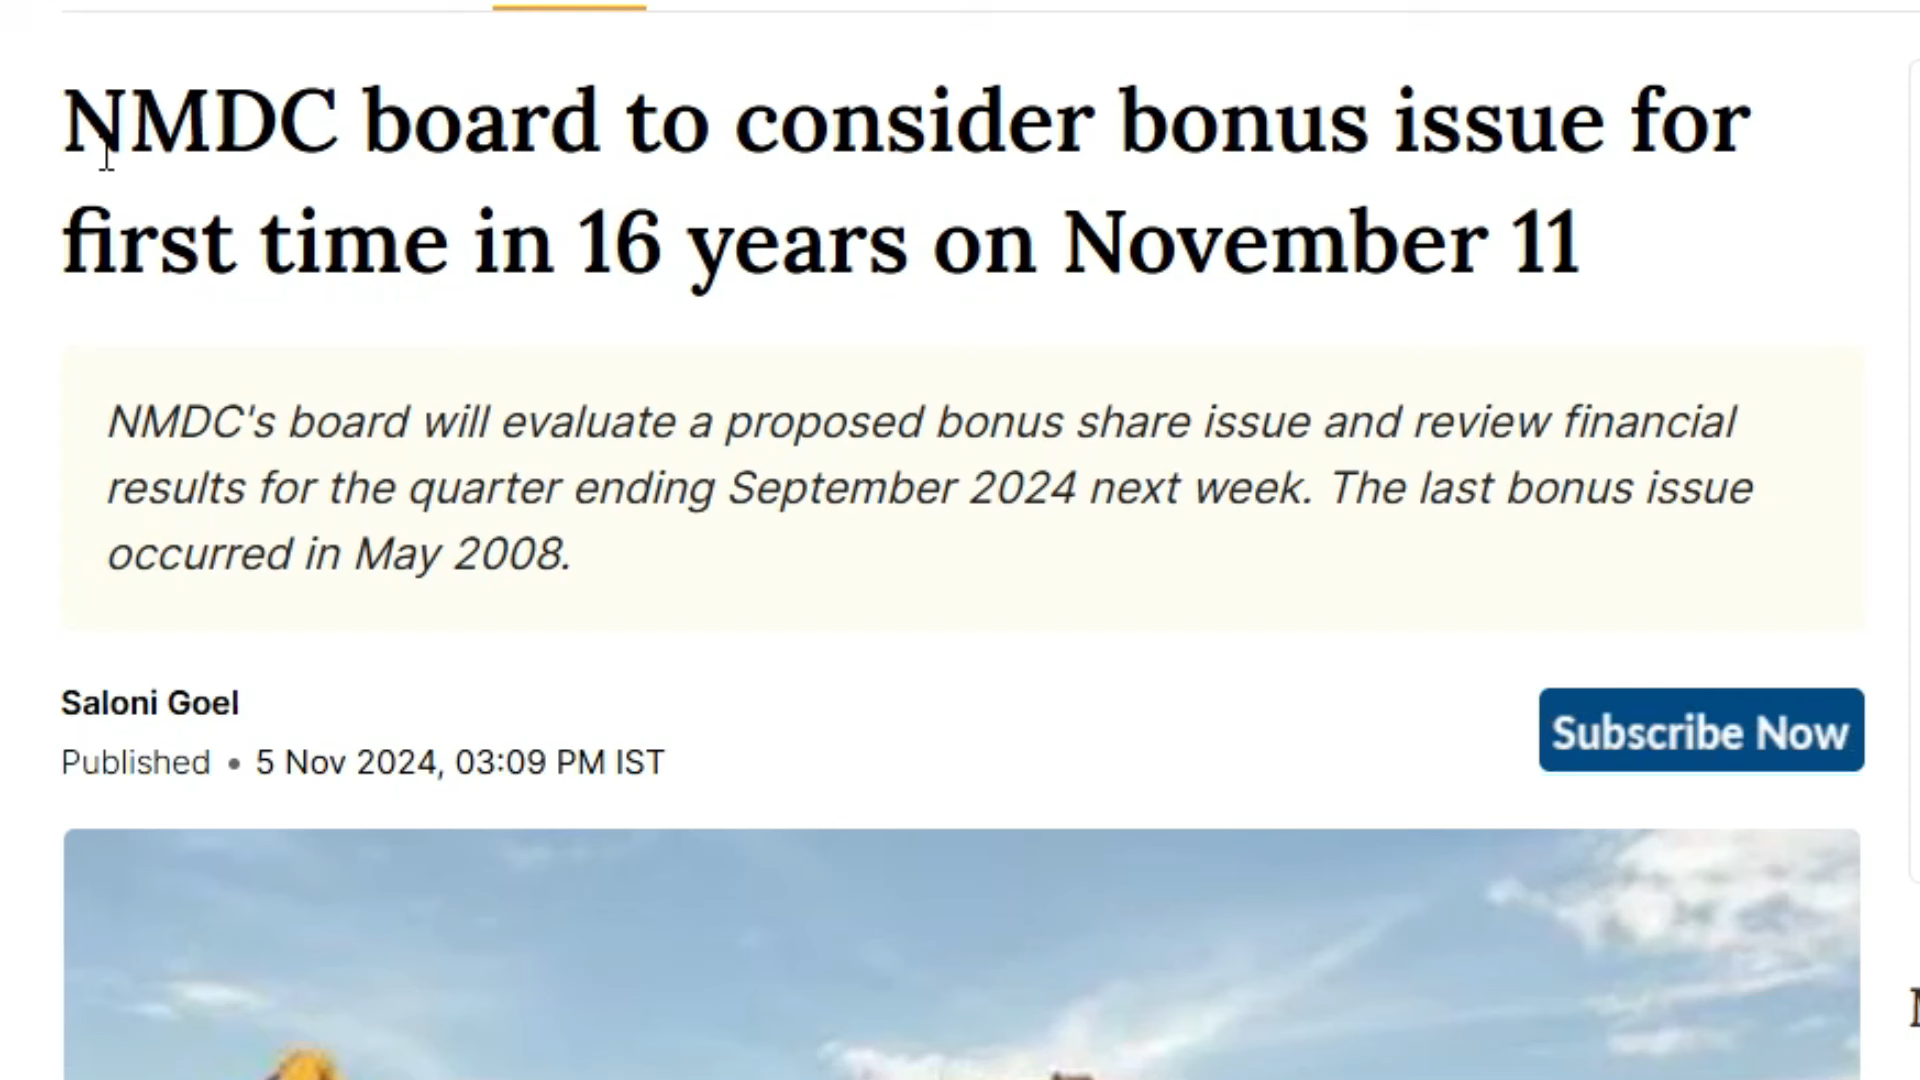 NMDC board to consider bonus issue for
first time in 16 years on November 11
NMDC's board will evaluate a proposed bonus share issue and review financial
results for the quarter ending September 2024 next week. The last bonus issue
occurred in May 2008.
Saloni Goel
Published • 5 Nov 2024, 03:09 PM IST
Subscribe Now